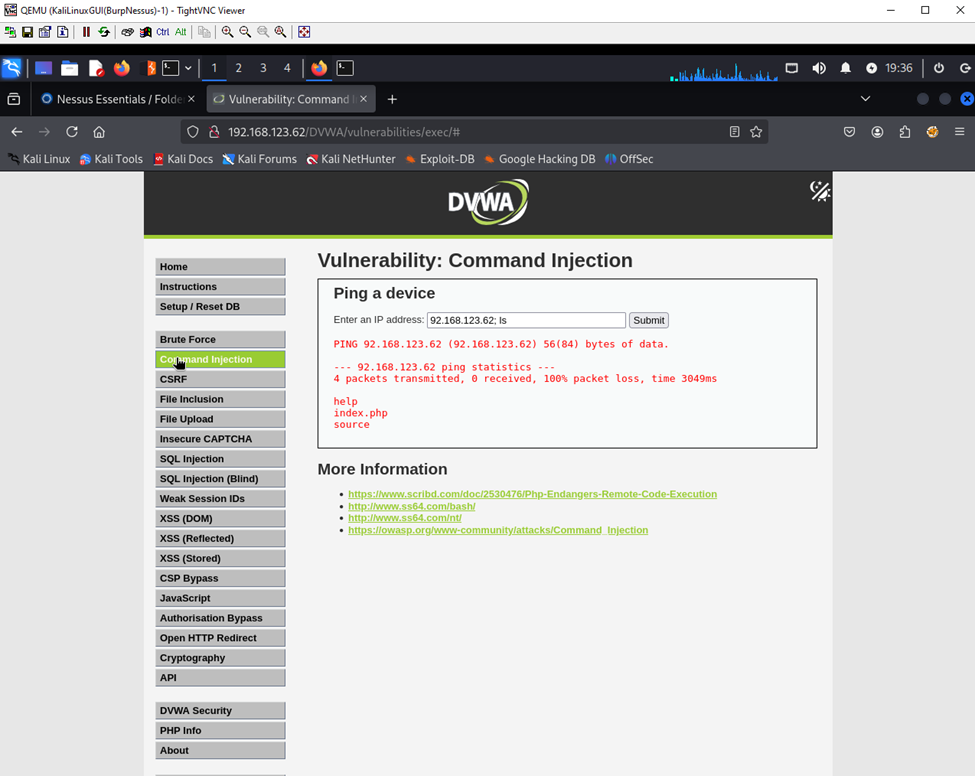 QEMU (KaliLinuxGUI(BurpNessus)-1) - TightVNC Viewer
Ctrl Alt
1 2 3 4 19:36
Nessus Essentials / Folde Vulnerability: Command I
192.168.123.62/DVWA/vulnerabilities/exec/#
Kali Linux Kali Tools Kali Docs Kali Forums Kali NetHunter Exploit-DB Google Hacking DB OffSec
DVWA
Home
Instructions
Setup / Reset DB
Brute Force
Command Injection
CSRF
File Inclusion
File Upload
Insecure CAPTCHA
SQL Injection
SQL Injection (Blind)
Weak Session IDs
XSS (DOM)
XSS (Reflected)
XSS (Stored)
CSP Bypass
JavaScript
Authorisation Bypass
Open HTTP Redirect
Cryptography
API
DVWA Security
PHP Info
About
Vulnerability: Command Injection
Ping a device
Enter an IP address: 92.168.123.62; ls Submit
PING 92.168.123.62 (92.168.123.62) 56(84) bytes of data.
--- 92.168.123.62 ping statistics ---
4 packets transmitted, 0 received, 100% packet loss, time 3049ms
help
index.php
source
More Information
https://www.scribd.com/doc/2530476/Php-Endangers-Remote-Code-Execution
http://www.ss64.com/bash/
http://www.ss64.com/nt/
https://owasp.org/www-community/attacks/Command_Injection